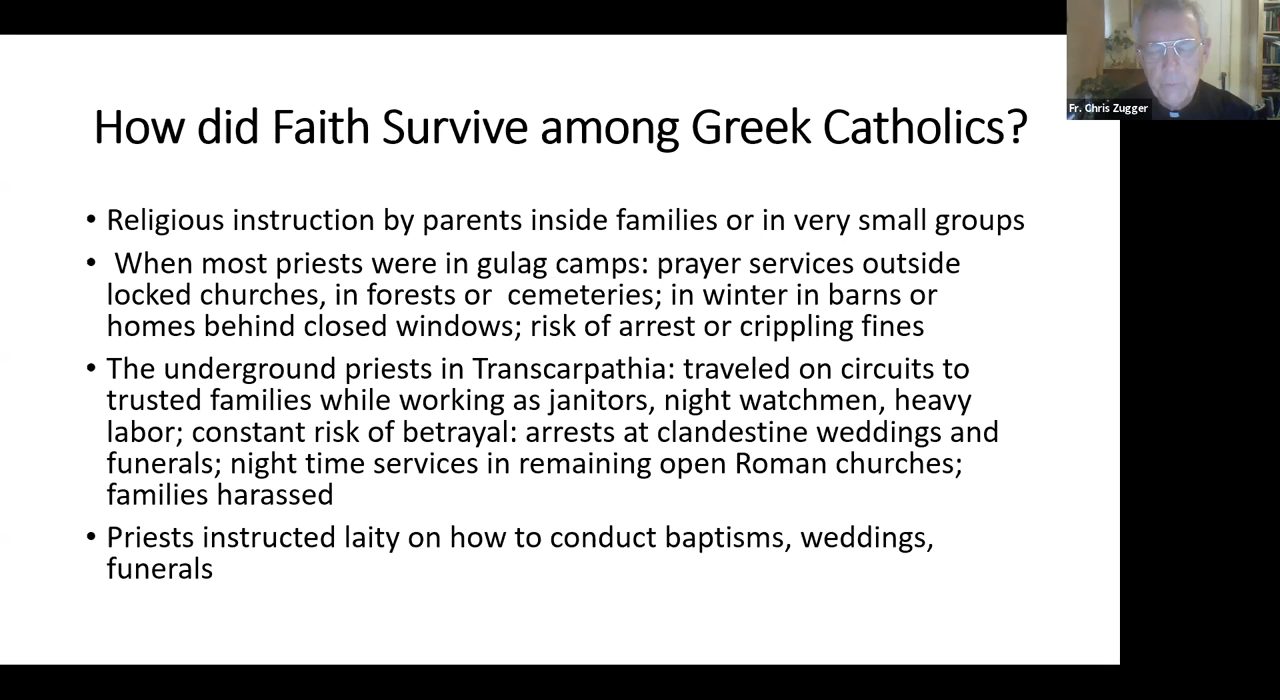 How did Faith Survive among Greek Catholics?
• Religious instruction by parents inside families or in very small groups
• When most priests were in gulag camps: prayer services outside
locked churches, in forests or cemeteries; in winter in barns or
homes behind closed windows; risk of arrest or crippling fines
• The underground priests in Transcarpathia: traveled on circuits to
trusted families while working as janitors, night watchmen, heavy
labor; constant risk of betrayal: arrests at clandestine weddings and
funerals; night time services in remaining open Roman churches;
families harassed
• Priests instructed laity on how to conduct baptisms, weddings,
funerals
Fr. Chris Zugger